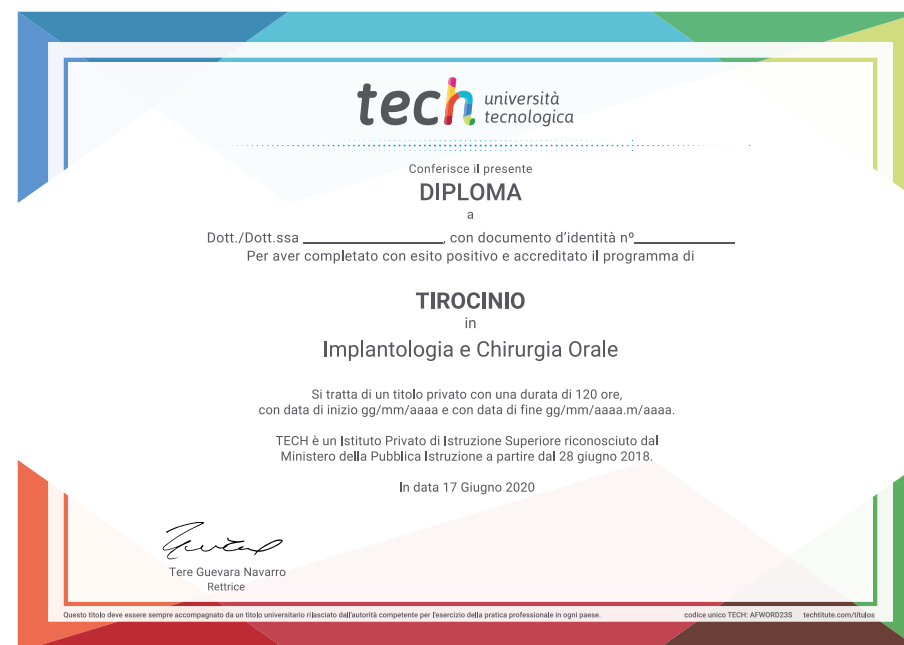 tech università
tecnologica
Conferisce il presente
DIPLOMA
a
Dott./Dott.ssa ____________________, con documento d'identità nº______________
Per aver completato con esito positivo e accreditato il programma di
TIROCINIO
in
Implantologia e Chirurgia Orale
Si tratta di un titolo privato con una durata di 120 ore,
con data di inizio gg/mm/aaaa e con data di fine gg/mm/aaaa.m/aaaa.
TECH è un Istituto Privato di Istruzione Superiore riconosciuto dal
Ministero della Pubblica Istruzione a partire dal 28 giugno 2018.
In data 17 Giugno 2020
Tere Guevara Navarro
Rettrice
Questo titolo deve essere sempre accompagnato da un titolo universitario rilasciato dall'autorità competente per l'esercizio della pratica professionale in ogni paese. codice unico TECH: AFWORD23S techtitute.com/títulos